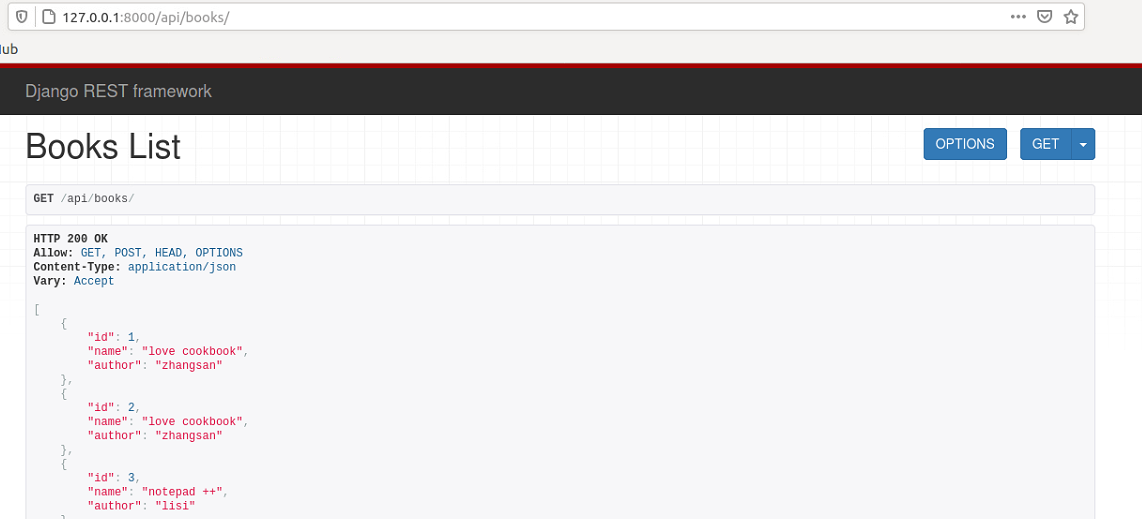 127.0.0.1:8000/api/books/
Django REST framework
Books List
OPTIONS
GET
GET /api/books/
HTTP 200 OK
Allow: GET, POST, HEAD, OPTIONS
Content-Type: application/json
Vary: Accept
[
    {
        "id": 1,
        "name": "love cookbook",
        "author": "zhangsan"
    },
    {
        "id": 2,
        "name": "love cookbook",
        "author": "zhangsan"
    },
    {
        "id": 3,
        "name": "notepad ++",
        "author": "lisi"